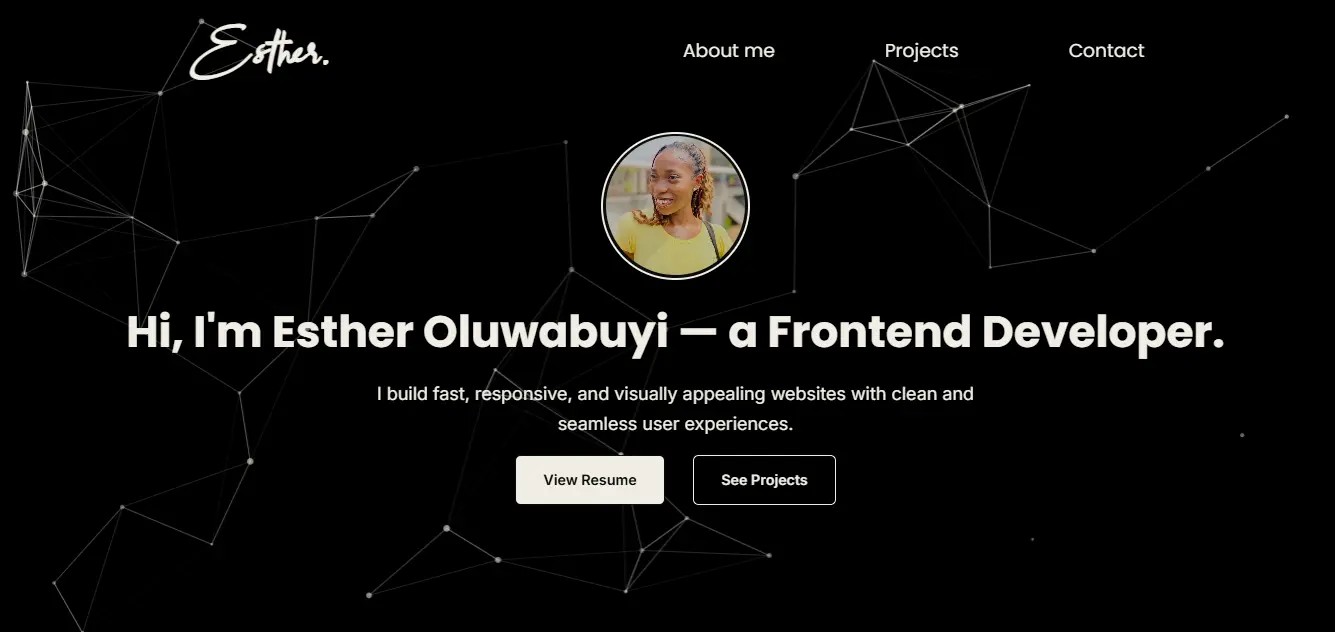 Esther.
About me
Projects
Contact
Hi, I'm Esther Oluwabuyi — a Frontend Developer.
I build fast, responsive, and visually appealing websites with clean and
seamless user experiences.
View Resume
See Projects